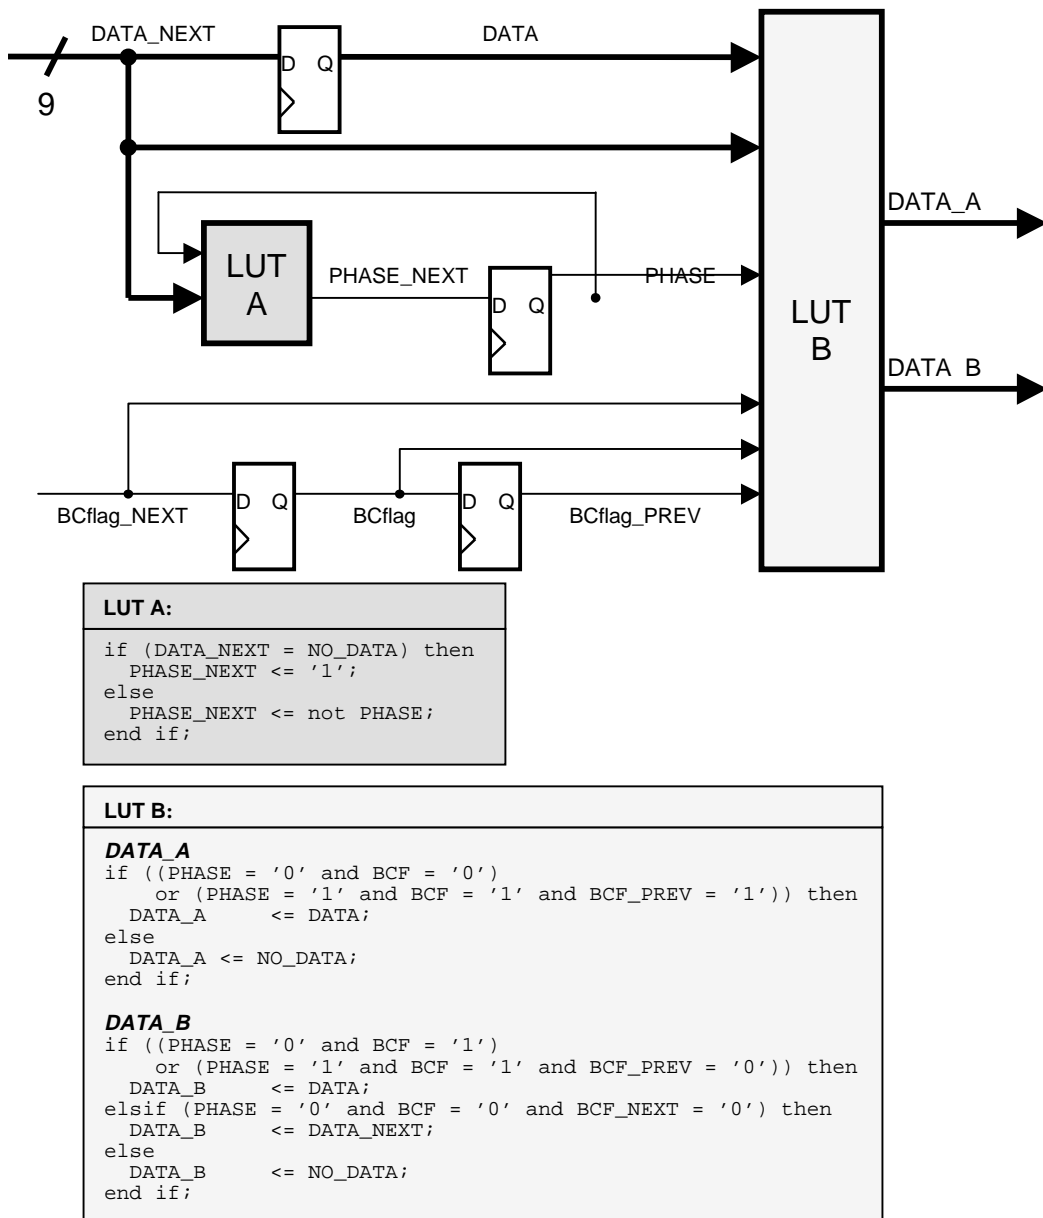 DATA_NEXT
DATA
D Q
9
DATA_A
LUT
A
PHASE_NEXT
PHASE
D Q
LUT
B
DATA B
D Q
D Q
BCflag_NEXT
BCflag
BCflag_PREV
LUT A:
if (DATA_NEXT = NO_DATA) then
PHASE_NEXT <= '1';
else
PHASE_NEXT <= not PHASE;
end if;
LUT B:
DATA_A
if ((PHASE = '0' and BCF = '0')
or (PHASE = '1' and BCF = '1' and BCF_PREV = '1')) then
DATA_A <= DATA;
else
DATA_A <= NO_DATA;
end if;
DATA_B
if ((PHASE = '0' and BCF = '1')
or (PHASE = '1' and BCF = '1' and BCF_PREV = '0')) then
DATA_B <= DATA;
elsif (PHASE = '0' and BCF = '0' and BCF_NEXT = '0') then
DATA_B <= DATA_NEXT;
else
DATA_B <= NO_DATA;
end if;